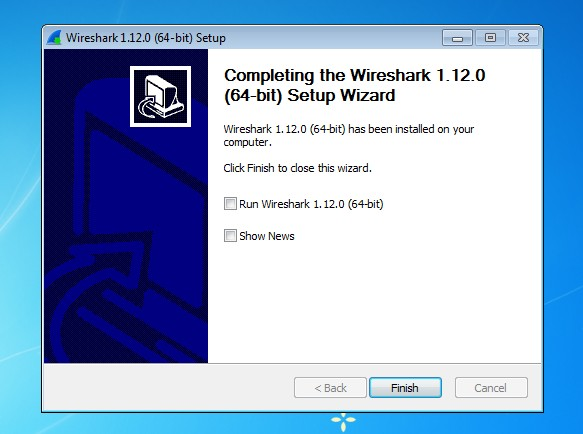 Wireshark 1.12.0 (64-bit) Setup
Completing the Wireshark 1.12.0
(64-bit) Setup Wizard
Wireshark 1.12.0 (64-bit) has been installed on your
computer.
Click Finish to close this wizard.
Run Wireshark 1.12.0 (64-bit)
Show News
< Back
Finish
Cancel